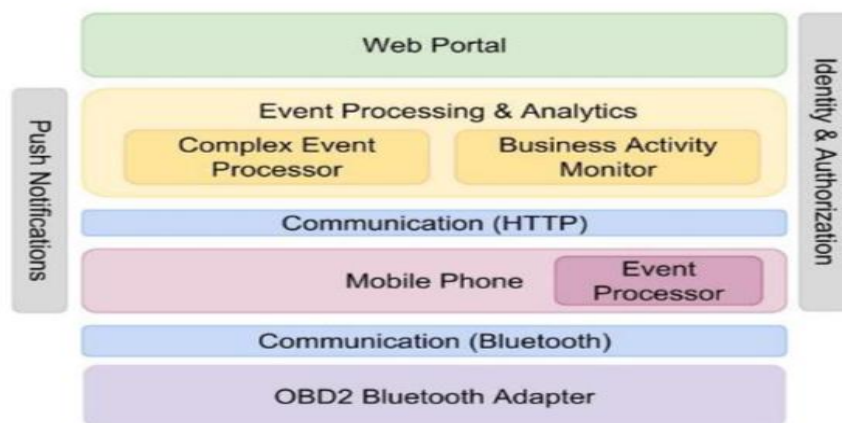 Web Portal
Push Notifications
Identity & Authorization
Event Processing & Analytics
Complex Event
Processor
Business Activity
Monitor
Communication (HTTP)
Mobile Phone
Event
Processor
Communication (Bluetooth)
OBD2 Bluetooth Adapter